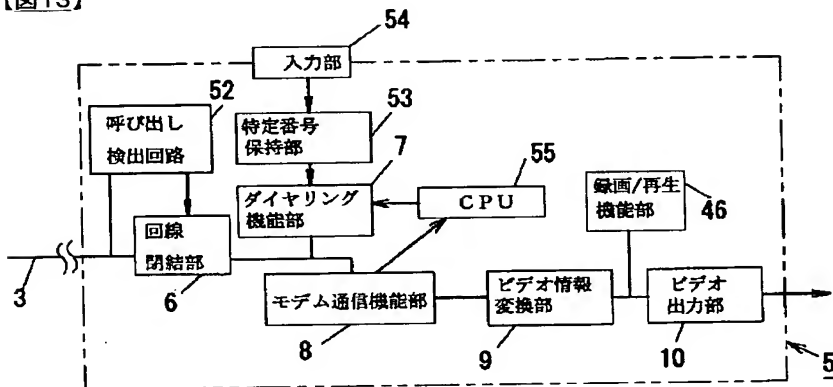 【図13】
54
入力部
52
呼び出し
検出回路
53
特定番号
保持部
7
ダイヤリング
機能部
55
CPU
録画/再生
機能部
46
回線
閉結部
3
6
モデム通信機能部
8
ビデオ情報
変換部
9
ビデオ
出力部
10
5